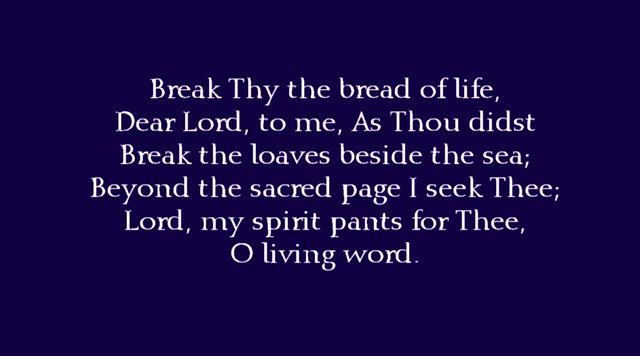 Break Thy the bread of life,
Dear Lord, to me, As Thou didst
Break the loaves beside the sea;
Beyond the sacred page I seek Thee;
Lord, my spirit pants for Thee,
O living word.